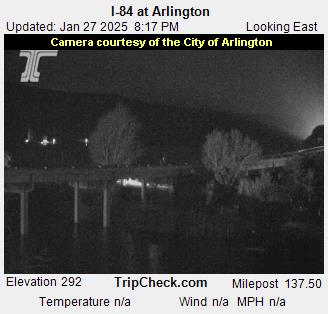 I-84 at Arlington
Updated: Jan 27 2025 8:17 PM Looking East
Camera courtesy of the City of Arlington
Elevation 292 TripCheck.com Milepost 137.50
Temperature n/a Wind n/a MPH n/a